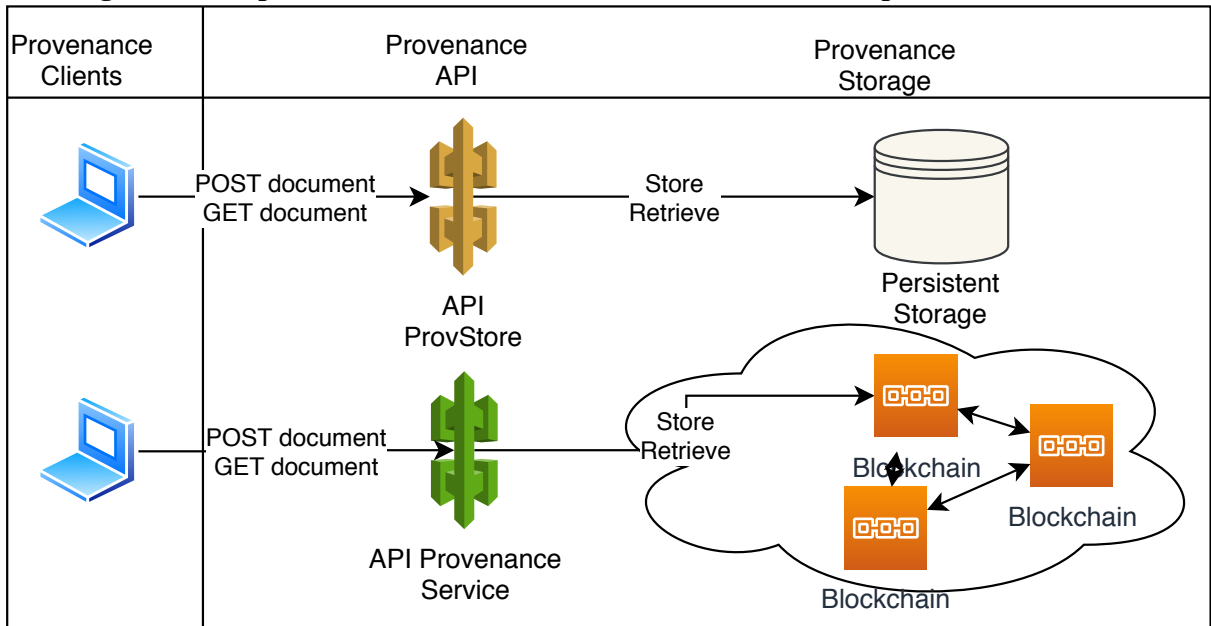 Provenance
Clients
Provenance
API
Provenance
Storage
POST document
GET document
Store
Retrieve
API
ProvStore
Persistent
Storage
POST document
GET document
Store
Retrieve
Blockchain
Blockchain
API Provenance
Service
Blockchain